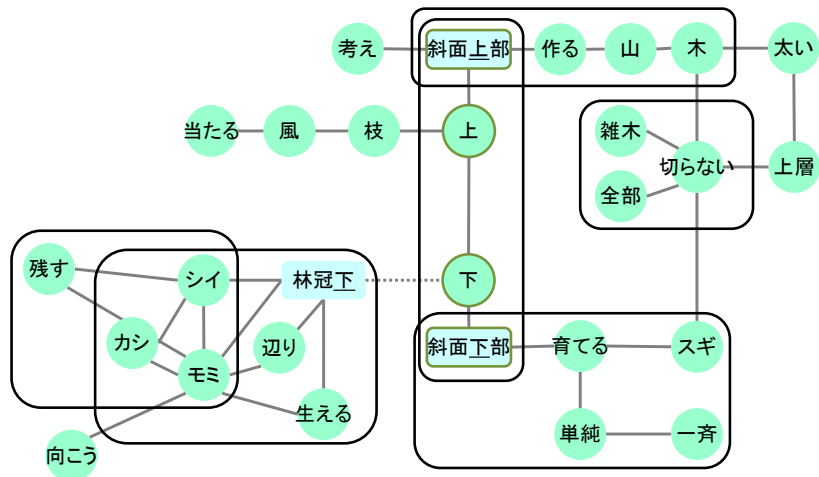 考え
斜面上部
作る
山
木
太い
当たる
風
枝
上
雑木
切らない
上層
全部
残す
シイ
林冠下
下
カシ
辺り
モミ
斜面下部
育てる
スギ
生える
向こう
単純
一斉